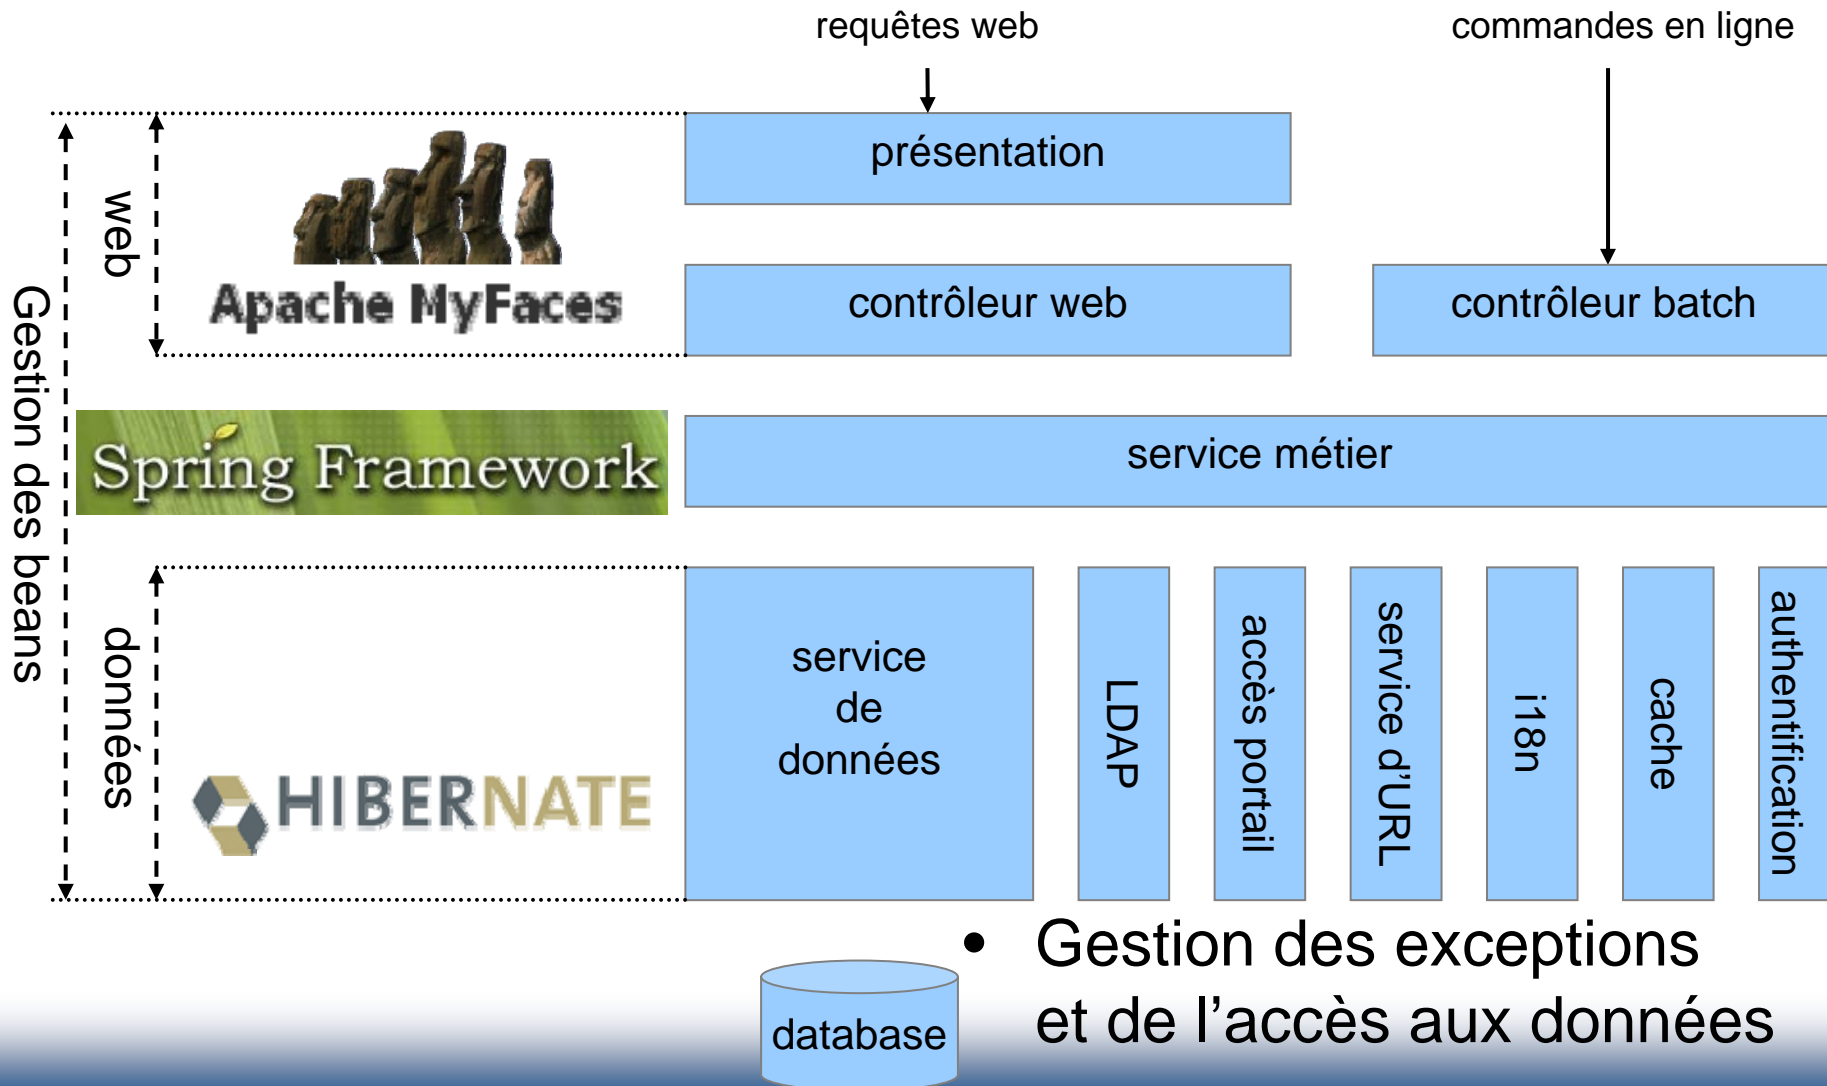 requêtes web
commandes en ligne
présentation
web
Apache MyFaces
contrôleur web
contrôleur batch
Gestion des beans
Spring Framework
service métier
données
HIBERNATE
service
de
données
LDAP
accès portail
service d’URL
i18n
cache
authentification
• Gestion des exceptions
et de l’accès aux données
database